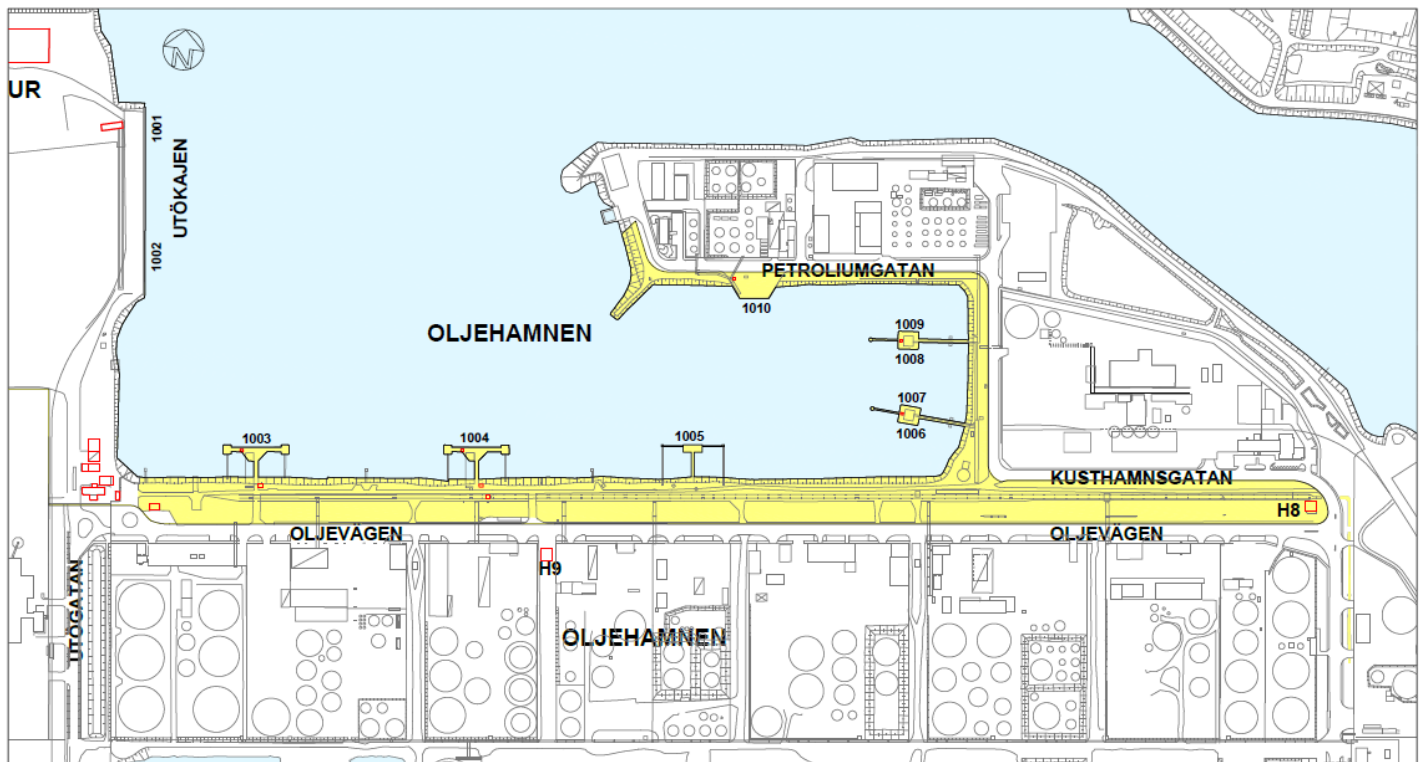 N
UR
1001
UTÖKAJEN
1002
PETROLIUMGATAN
1010
OLJEHAMNEN
1009
1008
1007
1006
1003
1004
1005
KUSTHAMNSGATAN
H8
OLJEVÄGEN
OLJEVÄGEN
H9
UTÖGATAN
OLJEHAMNEN